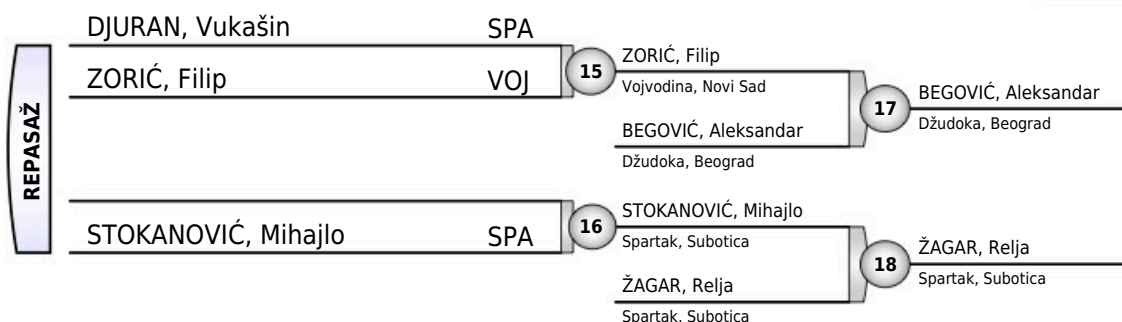 REPASAŽ
DJURAN, Vukašin SPA
ZORIĆ, Filip VOJ
15
ZORIĆ, Filip
Vojvodina, Novi Sad
BEGOVIĆ, Aleksandar
Džudoka, Beograd
17
BEGOVIĆ, Aleksandar
Džudoka, Beograd
STOKANOVIĆ, Mihajlo SPA
16
STOKANOVIĆ, Mihajlo
Spartak, Subotica
ŽAGAR, Relja
Spartak, Subotica
18
ŽAGAR, Relja
Spartak, Subotica